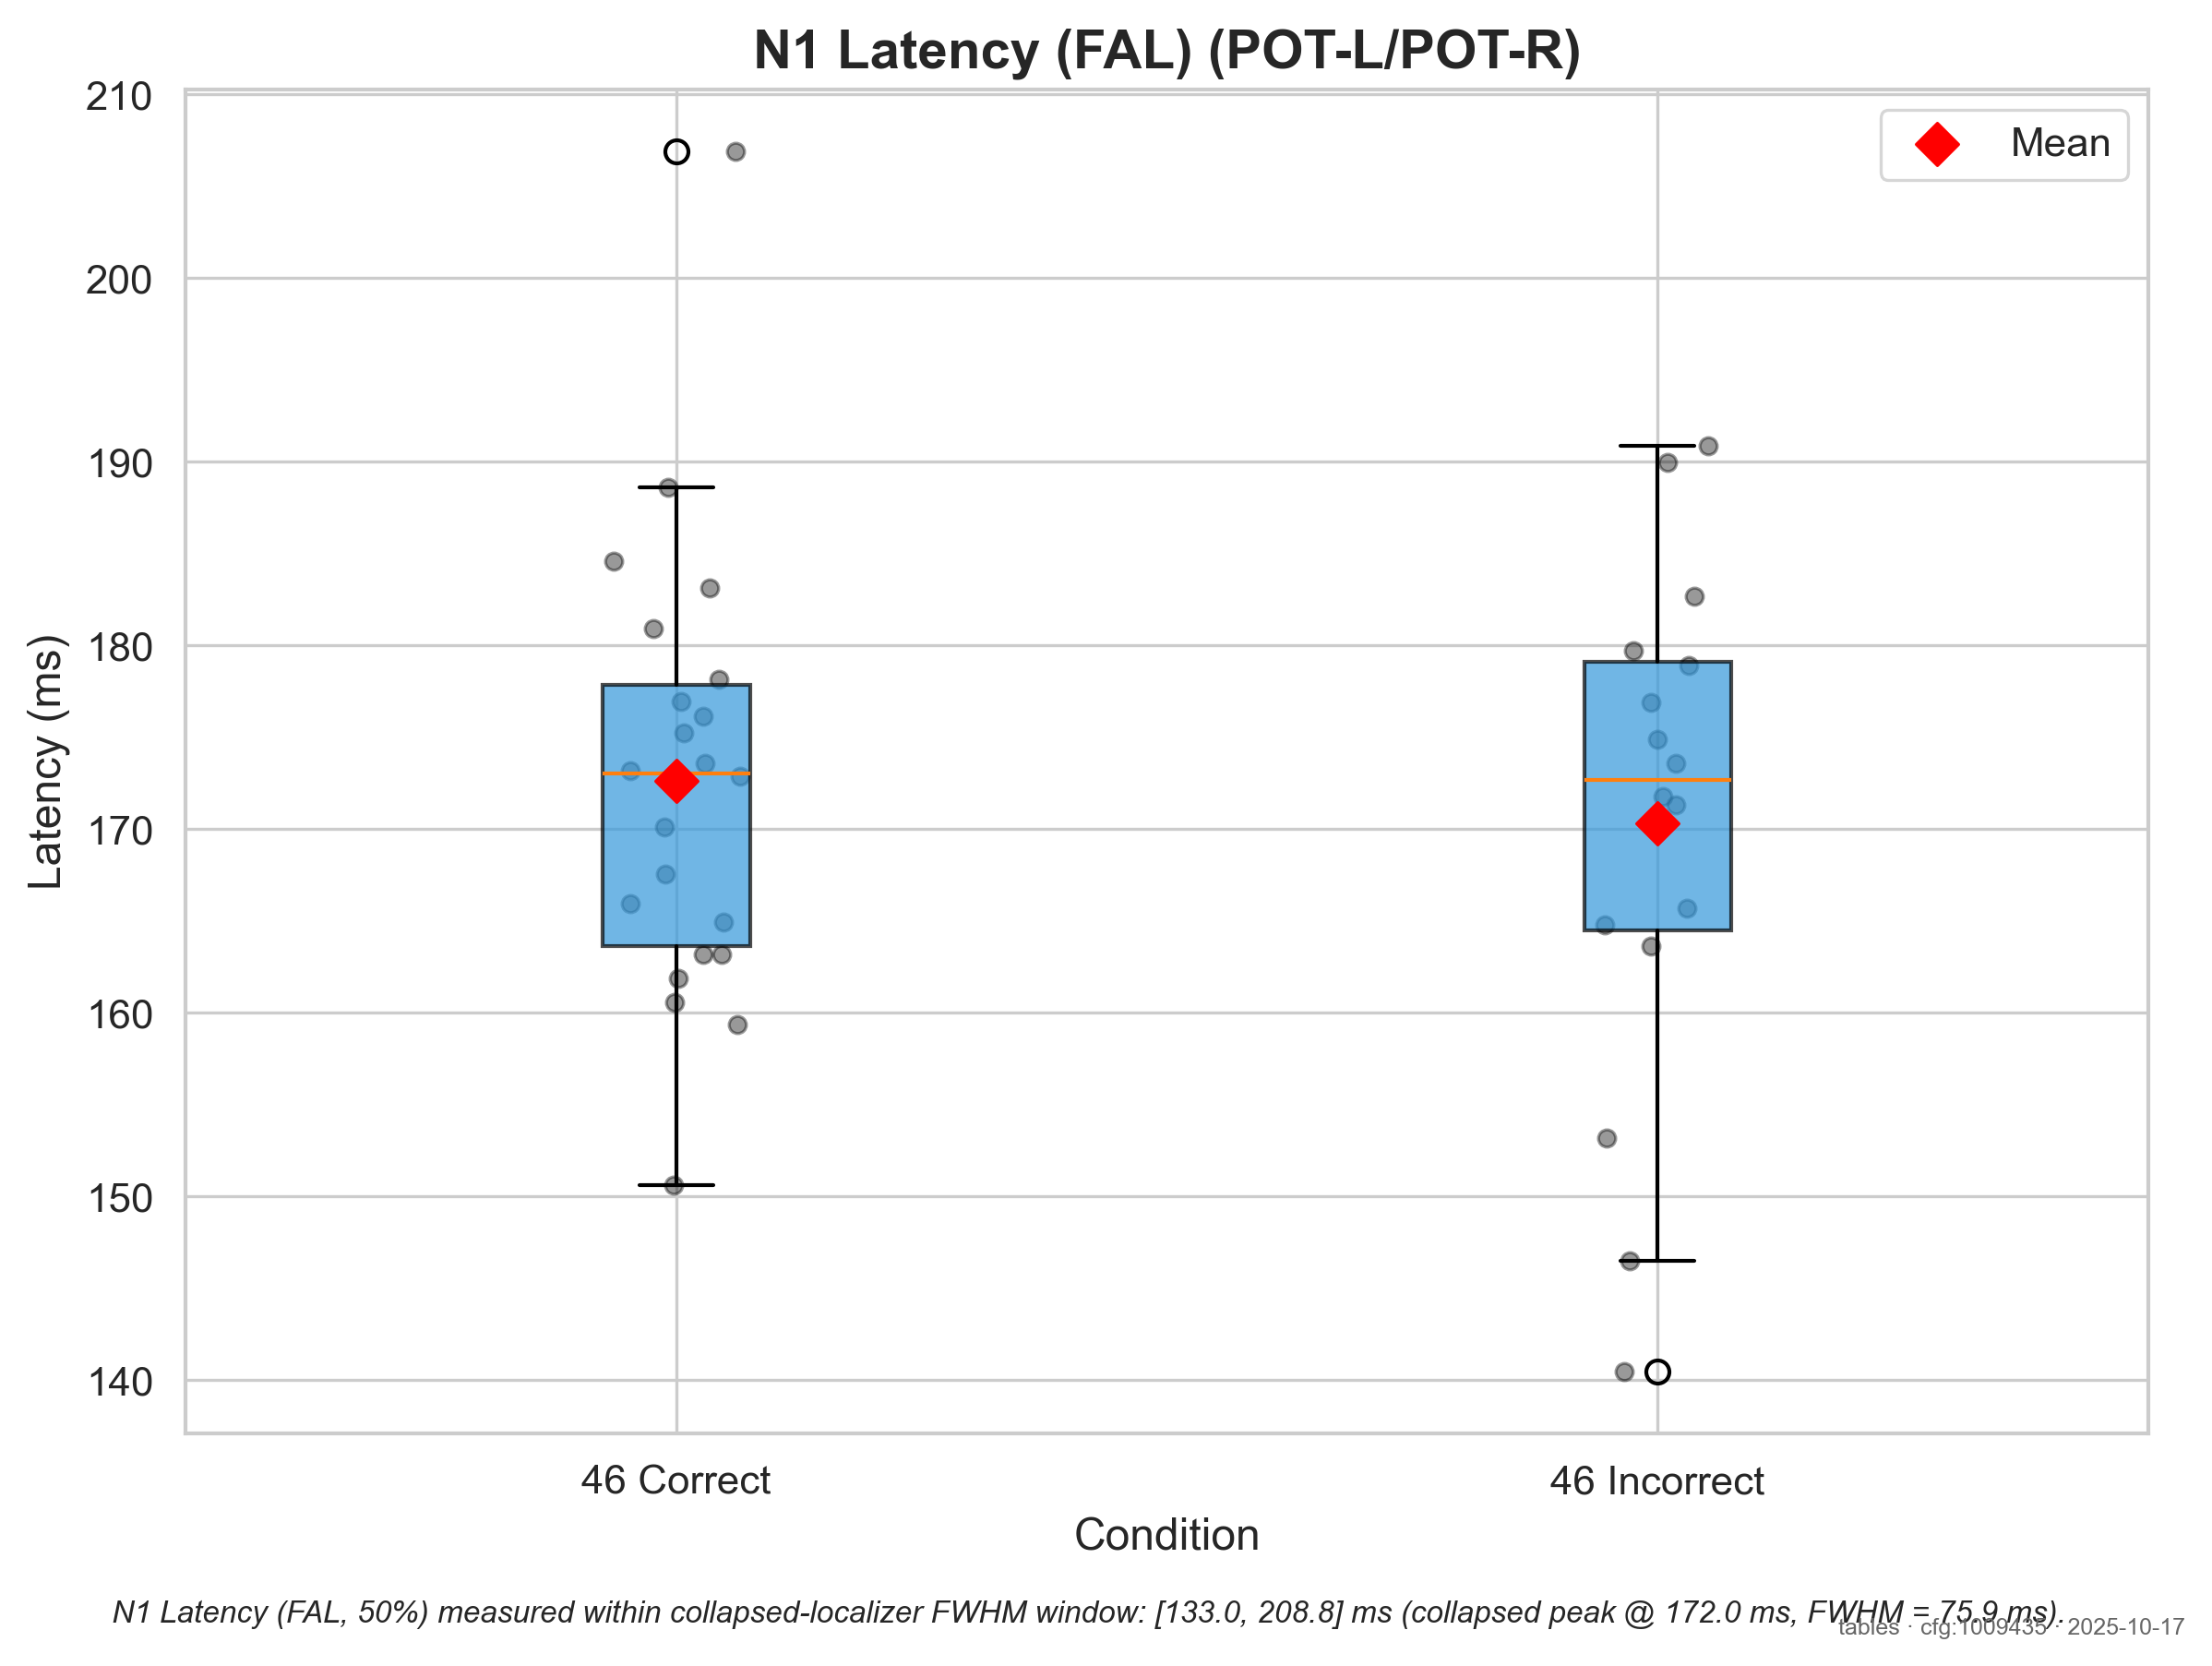 N1 Latency (FAL) (POT-L/POT-R)
Mean
Latency (ms)
210
200
190
180
170
160
150
140
46 Correct
46 Incorrect
Condition
N1 Latency (FAL, 50%) measured within collapsed-localizer FWHM window: [133.0, 208.8] ms (collapsed peak @ 172.0 ms, FWHM = 75.9 ms).
tables · cfg:1009435 · 2025-10-17